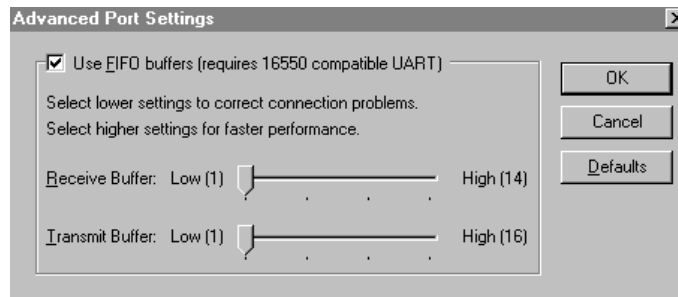 Advanced Port Settings
Use FIFO buffers (requires 16550 compatible UART)
Select lower settings to correct connection problems.
Select higher settings for faster performance.
Receive Buffer: Low (1) High (14)
Transmit Buffer: Low (1) High (16)
OK
Cancel
Defaults